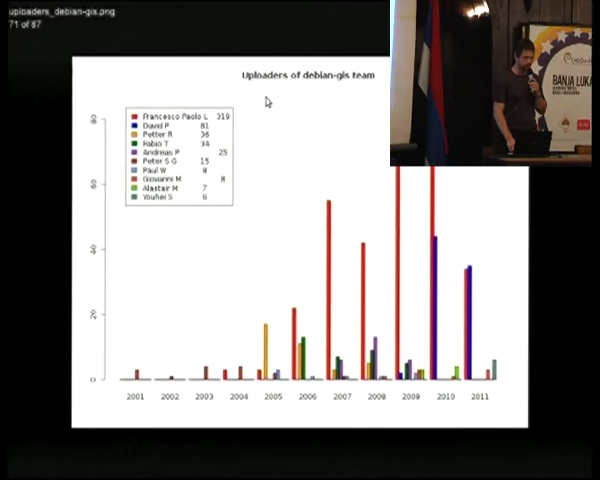 uploaders_debian-gis.png
71 of 87
Uploaders of debian-gis team
Francesco Paolo L 319
David P 81
Petter R 36
Fabio T 34
Andreas P 25
Peter S G 15
Paul W 8
Giovanni M 8
Alastair M 7
Youhei S 6
80
60
40
20
0
2001 2002 2003 2004 2005 2006 2007 2008 2009 2010 2011
BANJA LUKA